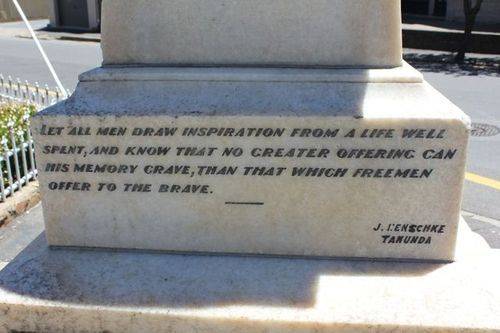 LET ALL MEN DRAW INSPIRATION FROM A LIFE WELL
SPENT, AND KNOW THAT NO GREATER OFFERING CAN
HIS MEMORY CRAVE, THAN THAT WHICH FREEMEN
OFFER TO THE BRAVE.
J. HENSCHKE
TANUNDA